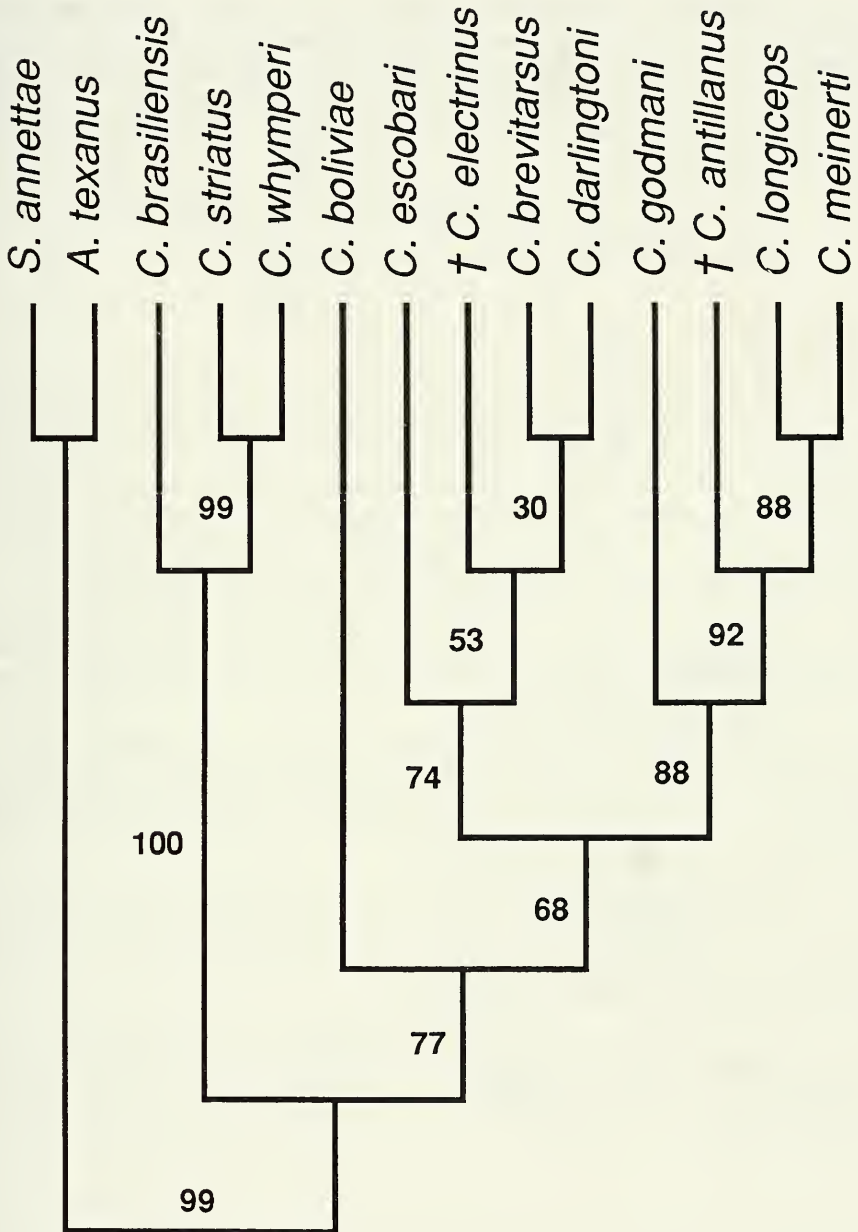 S. annettae
A. texanus
C. brasiliensis
C. striatus
C. whymperi
C. boliviae
C. escobari
† C. electrinus
C. brevitarsus
C. darlingtoni
C. godmani
† C. antillanus
C. longiceps
C. meinerti
99
30
88
53
92
74
88
100
68
77
99